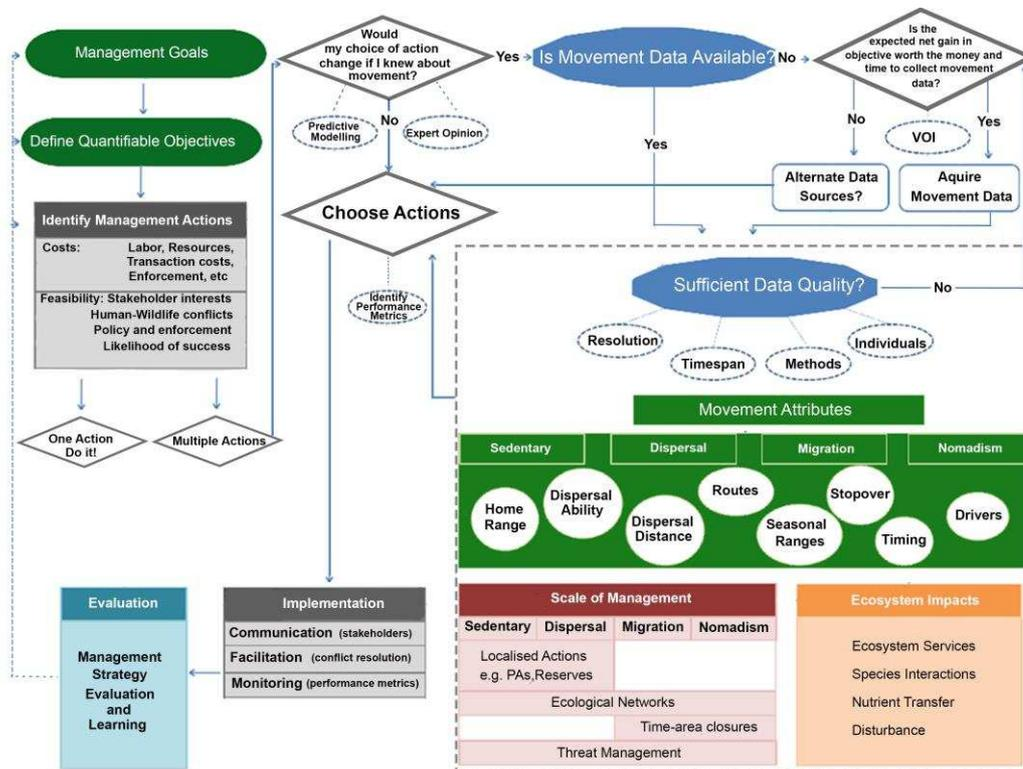 Management Goals
Define Quantifiable Objectives
Identify Management Actions
Costs: Labor, Resources,
Transaction costs,
Enforcement, etc
Feasibility: Stakeholder interests
Human-Wildlife conflicts
Policy and enforcement
Likelihood of success
One Action
Do it!
Multiple Actions
Would
my choice of action
change if I knew about
movement?
Yes
No
Predictive
Modelling
Expert Opinion
Choose Actions
Identify
Performance
Metrics
Is Movement Data Available?
No
Yes
Is the
expected net gain in
objective worth the money and
time to collect movement
data?
No
VOI
Yes
Alternate Data
Sources?
Aquire
Movement Data
Sufficient Data Quality?
No
Resolution
Timespan
Methods
Individuals
Movement Attributes
Sedentary Dispersal Migration Nomadism
Home
Range
Dispersal
Ability
Dispersal
Distance
Routes
Seasonal
Ranges
Stopover
Timing
Drivers
Scale of Management
Sedentary Dispersal Migration Nomadism
Localised Actions
e.g. PAs,Reserves
Ecological Networks
Time-area closures
Threat Management
Ecosystem Impacts
Ecosystem Services
Species Interactions
Nutrient Transfer
Disturbance
Implementation
Communication (stakeholders)
Facilitation (conflict resolution)
Monitoring (performance metrics)
Evaluation
Management
Strategy
Evaluation
and
Learning